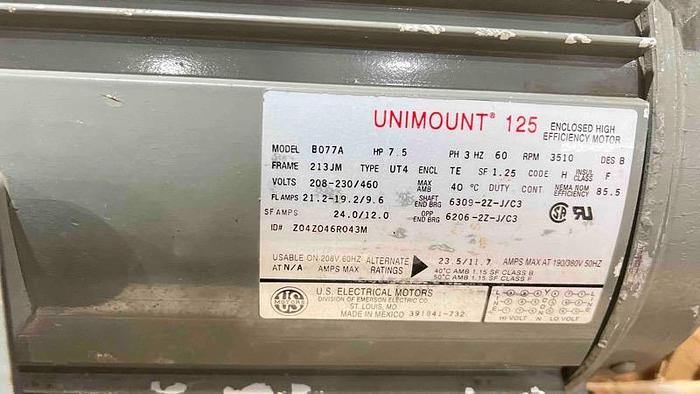 UNIMOUNT® 125 ENCLOSED HIGH
EFFICIENCY MOTOR
MODEL B077A HP 7.5 PH 3 HZ 60 RPM 3510 DES B
FRAME 213JM TYPE UT4 ENCL TE SF 1.25 CODE H INSUL CLASS F
VOLTS 208-230/460 MAX AMB 40 °C DUTY CONT NEMA NOM EFFICIENCY 85.5
FL AMPS 21.2-19.2/9.6 SHAFT END BRG 6309-2Z-J/C3
SF AMPS 24.0/12.0 OPP END BRG 6206-2Z-J/C3
ID# Z04Z046R043M
USABLE ON 208V 60HZ ALTERNATE 23.5/11.7 AMPS MAX AT 190/380V 50HZ
AT N/A AMPS MAX RATINGS 40°C AMB 1.15 SF CLASS B
50°C AMB 1.15 SF CLASS F
US MOTORS
U.S. ELECTRICAL MOTORS
DIVISION OF EMERSON ELECTRIC CO.
ST. LOUIS, MO.
MADE IN MEXICO 391841-732
HI VOLT LO VOLT